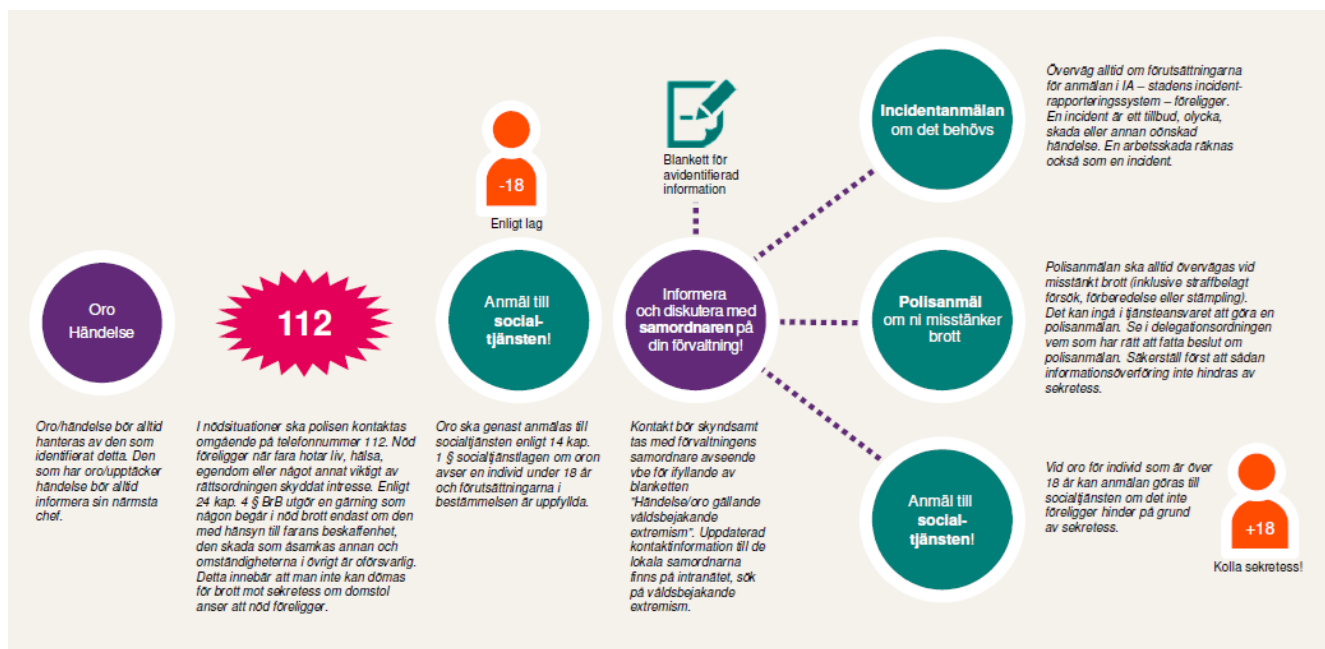 Oro
Händelse
Oro/händelse bör alltid
hanteras av den som
identifierat detta. Den
som har oro/upptäcker
händelse bör alltid
informera sin närmsta
chef.
112
I nödsituationer ska polisen kontaktas
omgående på telefonnummer 112. Nöd
föreligger när fara hotar liv, hälsa,
egendom eller något annat viktigt av
rättsordningen skyddat intresse. Enligt
24 kap. 4 § BrB utgör en gärning som
någon begår i nöd brott endast om den
med hänsyn till farans beskaffenhet,
den skada som åsamkas annan och
omständigheterna i övrigt är oförsvarlig.
Detta innebär att man inte kan dömas
för brott mot sekretess om domstol
anser att nöd föreligger.
-18
Enligt lag
Anmäl till
social-
tjänsten!
Oro ska genast anmälas till
socialtjänsten enligt 14 kap.
1 § socialtjänstlagen om oron
avser en individ under 18 år
och förutsättningarna i
bestämmelsen är uppfyllda.
Blankett för
avidentifierad
information
Informera
och diskutera med
samordnaren på
din förvaltning!
Kontakt bör skyndsamt
tas med förvaltningens
samordnare avseende
vbe för ifyllande av
blanketten
"Händelse/oro gällande
våldsbejakande
extremism". Uppdaterad
kontaktinformation till de
lokala samordnarna
finns på intranätet, sök
på våldsbejakande
extremism.
Incidentanmälan
om det behövs
Överväg alltid om förutsättningarna
för anmälan i IA – stadens incident-
rapporteringssystem – föreligger.
En incident är ett tillbud, olycka,
skada eller annan oönskad
händelse. En arbetsskada räknas
också som en incident.
Polisanmäl
om ni misstänker
brott
Polisanmälan ska alltid övervägas vid
misstänkt brott (inklusive straffbelagt
försök, förberedelse eller stämpling).
Det kan ingå i tjänsteansvaret att göra en
polisanmälan. Se i delegationsordningen
vem som har rätt att fatta beslut om
polisanmälan. Säkerställ först att sådan
informationsöverföring inte hindras av
sekretess.
Anmäl till
social-
tjänsten!
Vid oro för individ som är över
18 år kan anmälan göras till
socialtjänsten om det inte
föreligger hinder på grund
av sekretess.
+18
Kolla sekretess!